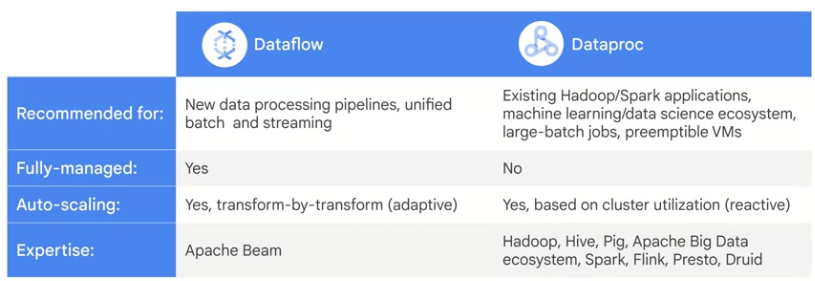 Dataflow
Dataproc
Recommended for:
New data processing pipelines, unified
batch and streaming
Existing Hadoop/Spark applications,
machine learning/data science ecosystem,
large-batch jobs, preemptible VMs
Fully-managed:
Yes
No
Auto-scaling:
Yes, transform-by-transform (adaptive)
Yes, based on cluster utilization (reactive)
Expertise:
Apache Beam
Hadoop, Hive, Pig, Apache Big Data
ecosystem, Spark, Flink, Presto, Druid